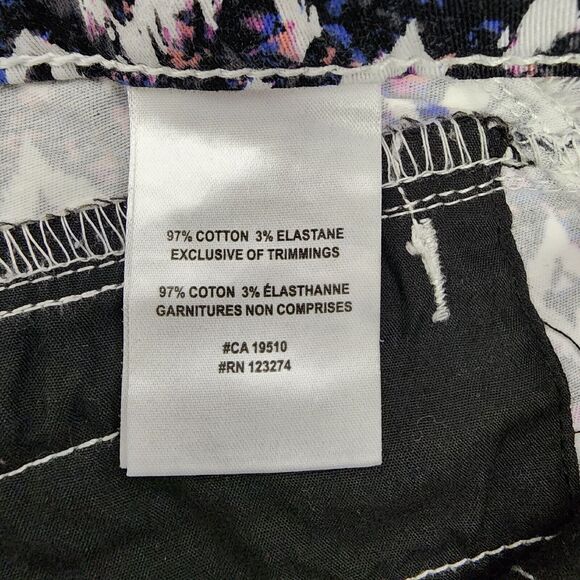 97% COTTON 3% ELASTANE
EXCLUSIVE OF TRIMMINGS
97% COTON 3% ÉLASTHANNE
GARNITURES NON COMPRISES
#CA 19510
#RN 123274